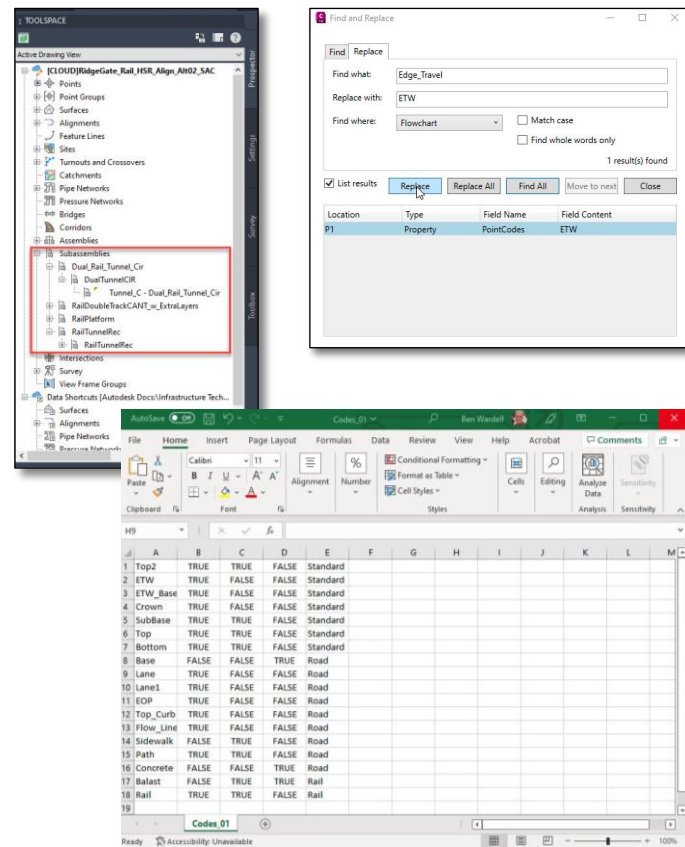 TOOLSPACE
Active Drawing View
[CLOUD]RidgeGate_Rail_HSR_Align_Alt02_SAC
Points
Point Groups
Surfaces
Alignments
Feature Lines
Sites
Turnouts and Crossovers
Catchments
Pipe Networks
Pressure Networks
Bridges
Corridors
Assemblies
Subassemblies
Dual_Rail_Tunnel_Cir
DualTunnelCIR
Tunnel_C - Dual_Rail_Tunnel_Cir
RailDoubleTrackCANT_w_ExtraLayers
RailPlatform
RailTunnelRec
RailTunnelRec
Intersections
Survey
View Frame Groups
Data Shortcuts [Autodesk Docs:\Infrastructure Tech...
Surfaces
Alignments
Pipe Networks
Pressure Networks
Prospector
Settings
Survey
Toolbox
Find and Replace
Find Replace
Find what: Edge_Travel
Replace with: ETW
Find where: Flowchart Match case
Find whole words only
1 result(s) found
List results Replace Replace All Find All Move to next Close
Location Type Field Name Field Content
P1 Property PointCodes ETW
AutoSave Off Codes_01 Ben Wardell
File Home Insert Page Layout Formulas Data Review View Help Acrobat Comments
Paste Calibri 11 Alignment Number Conditional Formatting Format as Table Cell Styles Cells Editing Analyze Data Sensitivity
Clipboard Font Styles Analysis Sensitivity
H9 fx
A B C D E F G H I J K L M
1 Top2 TRUE TRUE FALSE Standard
2 ETW TRUE FALSE FALSE Standard
3 ETW_Base TRUE FALSE FALSE Standard
4 Crown TRUE FALSE FALSE Standard
5 SubBase TRUE TRUE FALSE Standard
6 Top TRUE TRUE FALSE Standard
7 Bottom TRUE TRUE FALSE Standard
8 Base FALSE FALSE TRUE Road
9 Lane TRUE TRUE FALSE Road
10 Lane1 TRUE TRUE FALSE Road
11 EOP TRUE FALSE FALSE Road
12 Top_Curb TRUE TRUE FALSE Road
13 Flow_Line TRUE TRUE FALSE Road
14 Sidewalk FALSE TRUE FALSE Road
15 Path TRUE TRUE FALSE Road
16 Concrete FALSE FALSE TRUE Road
17 Balast FALSE TRUE TRUE Rail
18 Rail TRUE TRUE FALSE Rail
19
Codes_01
Ready Accessibility: Unavailable 100%